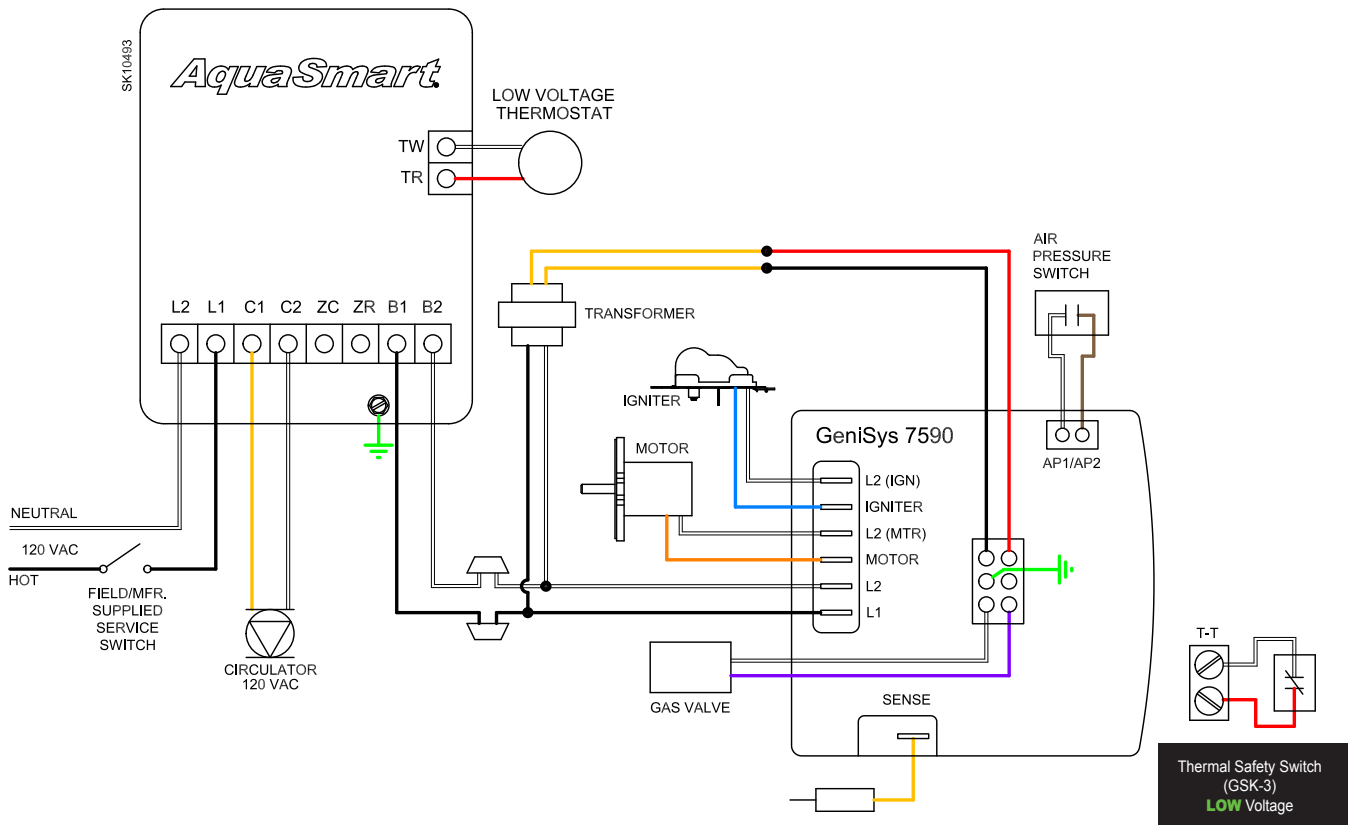 SK10493
AquaSmart
LOW VOLTAGE
THERMOSTAT
TW
TR
L2 L1 C1 C2 ZC ZR B1 B2
TRANSFORMER
AIR
PRESSURE
SWITCH
AP1/AP2
IGNITER
MOTOR
GeniSys 7590
L2 (IGN)
IGNITER
L2 (MTR)
MOTOR
L2
L1
NEUTRAL
120 VAC
HOT
FIELD/MFR.
SUPPLIED
SERVICE
SWITCH
CIRCULATOR
120 VAC
GAS VALVE
SENSE
T-T
Thermal Safety Switch
(GSK-3)
LOW Voltage